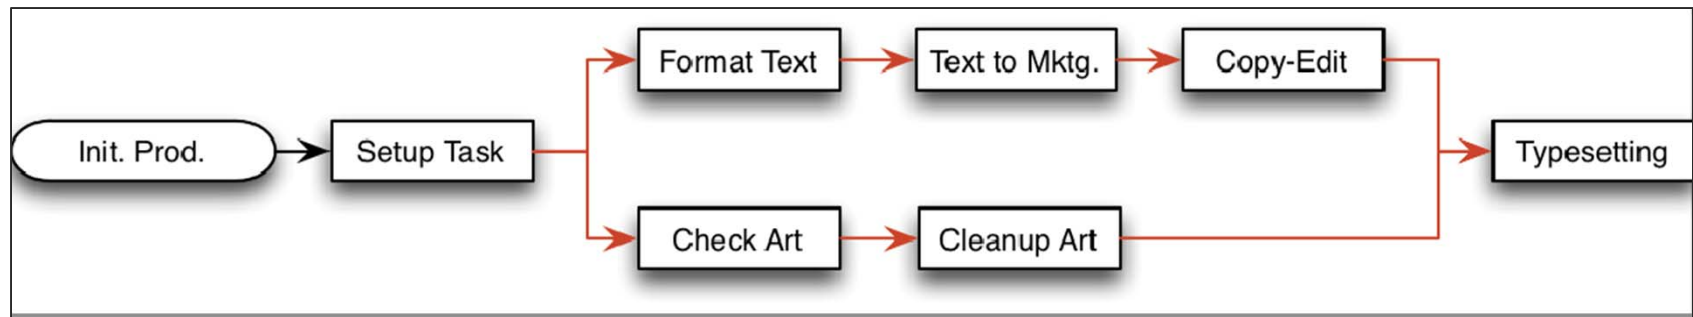 Format Text
Text to Mktg.
Copy-Edit
Init. Prod.
Setup Task
Typesetting
Check Art
Cleanup Art